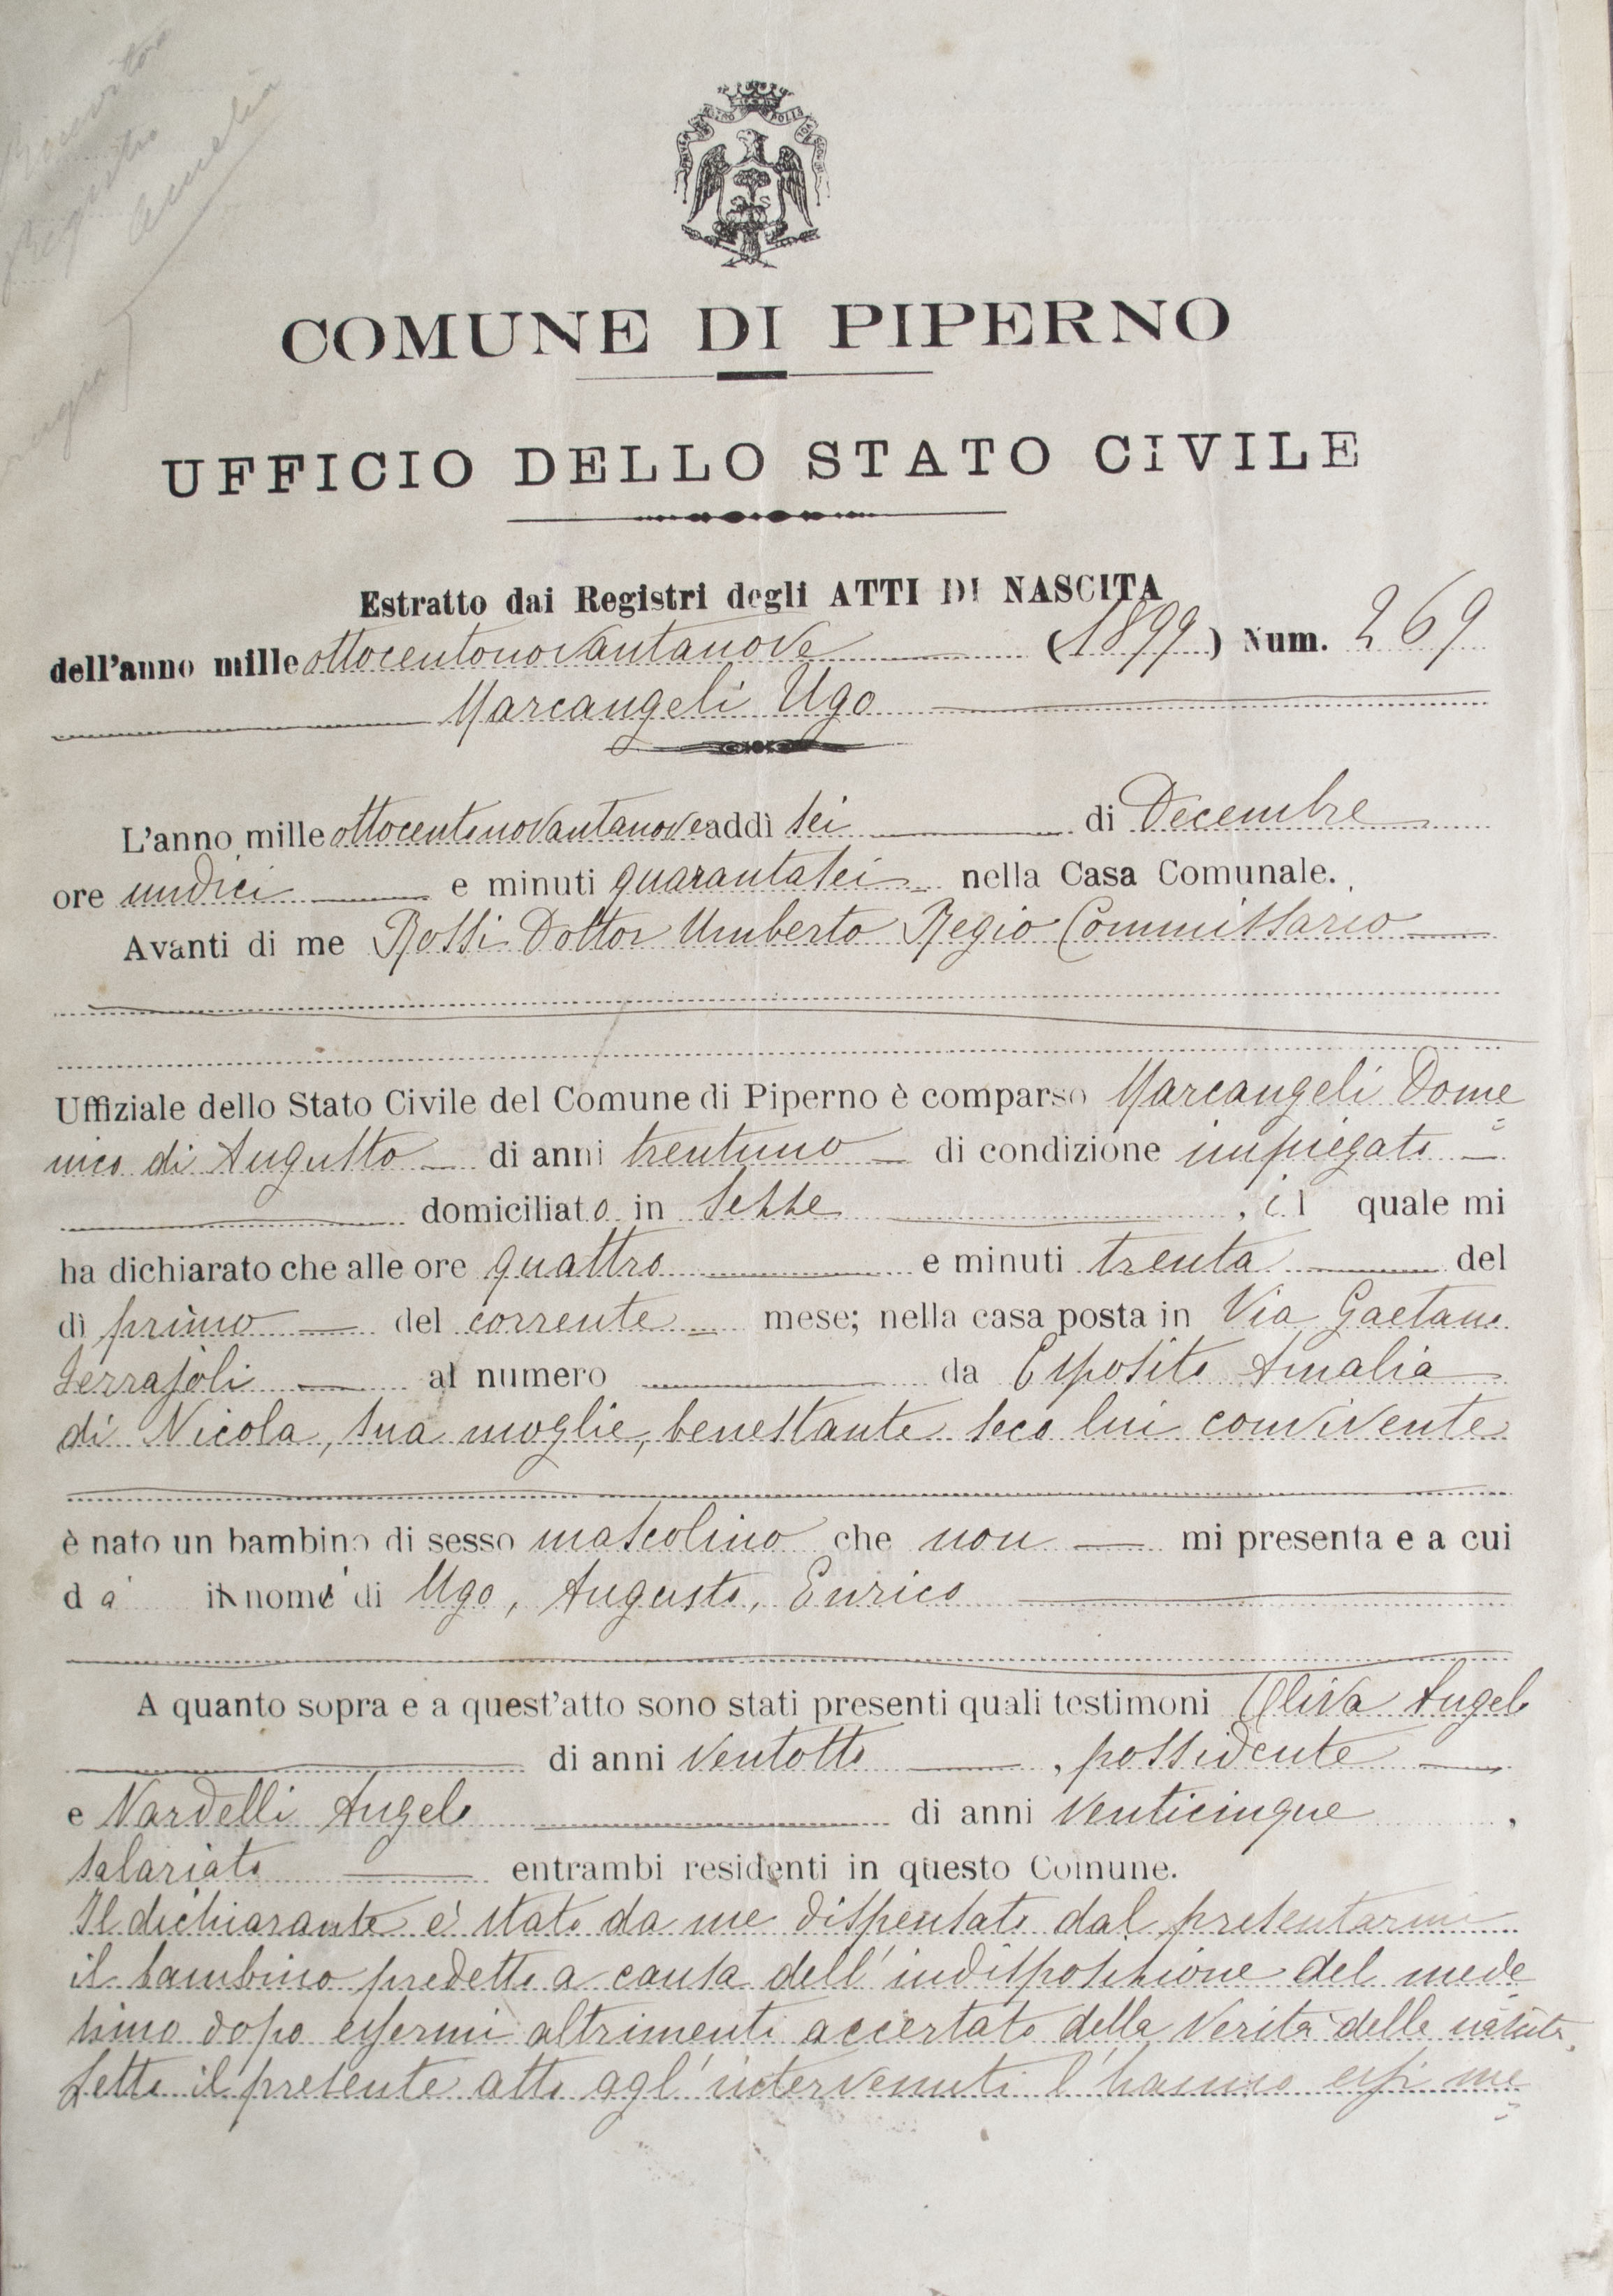 COMUNE DI PIPERNO
UFFICIO DELLO STATO CIVILE
Estratto dai Registri degli ATTI DI NASCITA
dell'anno mille ottocentonovantanove (1899) Num. 269
Marcangeli Ugo
L'anno mille ottocentonovantanove addì sei di Decembre
ore undici e minuti quarantasei nella Casa Comunale.
Avanti di me Rossi Dottor Umberto Regio Commissario
Uffiziale dello Stato Civile del Comune di Piperno è comparso Marcangeli Dome
nico di Augusto di anni trentuno di condizione impiegato
domiciliato in Sezze, il quale mi
ha dichiarato che alle ore quattro e minuti trenta del
dì primo del corrente mese; nella casa posta in Via Gaetano
Serrajoli al numero da Esposito Amalia
di Nicola, sua moglie, benestante seco lui convivente
è nato un bambino di sesso mascolino che non mi presenta e a cui
dà i nomi di Ugo, Augusto, Enrico
A quanto sopra e a quest'atto sono stati presenti quali testimoni Oliva Angelo
di anni ventotto, possidente
e Nardelli Angelo di anni venticinque,
salariato entrambi residenti in questo Comune.
Il dichiarante è stato da me dispensato dal presentarmi
il bambino predetto a causa dell'indisposizione del mede
simo dopo essermi altrimenti accertato della verità della nascita.
Letto il presente atto agl'intervenuti l'hanno essi me